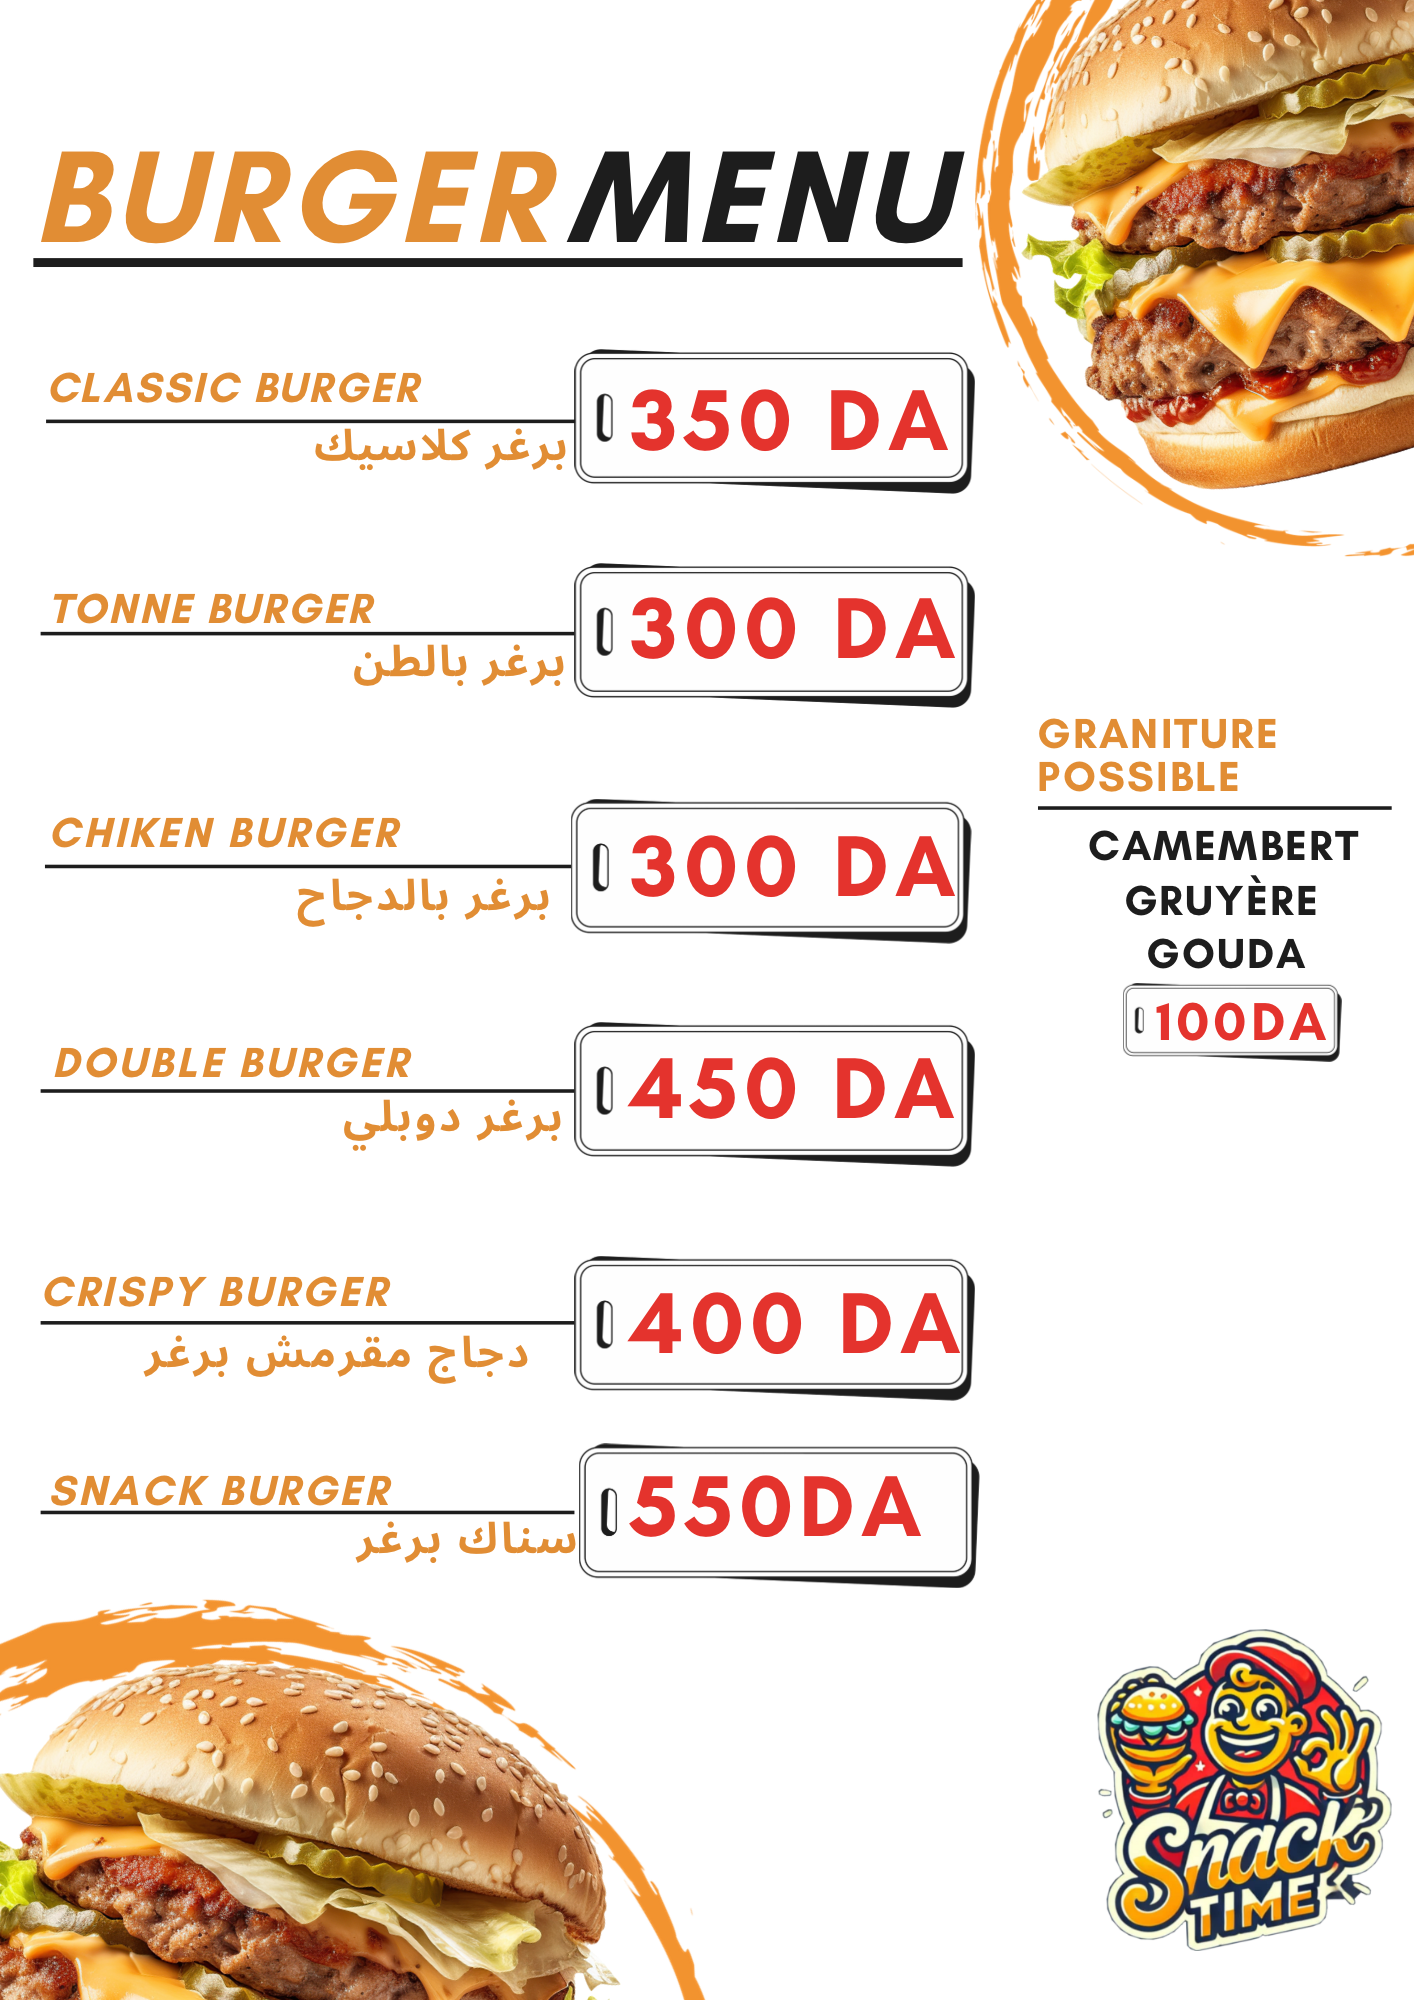 BURGER MENU
CLASSIC BURGER
350 DA
برغر كلاسيك
TONNE BURGER
300 DA
برغر بالطن
CHIKEN BURGER
300 DA
برغر بالدجاج
DOUBLE BURGER
450 DA
برغر دوبلي
CRISPY BURGER
400 DA
دجاج مقرمش برغر
SNACK BURGER
550DA
سناك برغر
GRANITURE
POSSIBLE
CAMEMBERT
GRUYÈRE
GOUDA
100DA
Snack
TIME